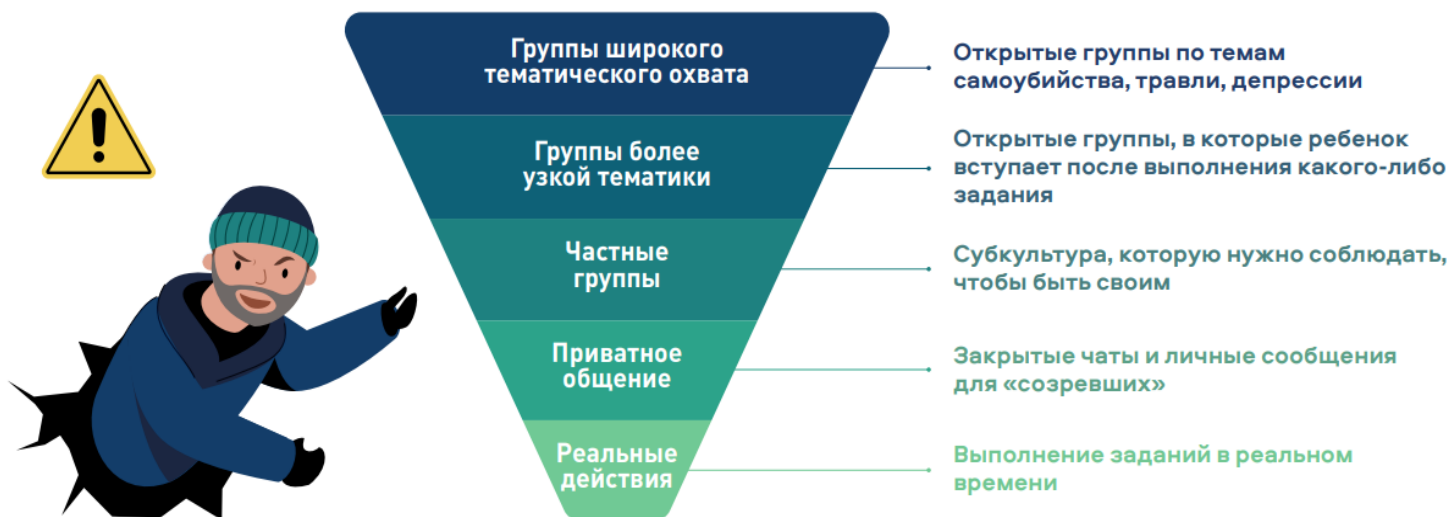 Группы широкого
тематического охвата
Открытые группы по темам
самоубийства, травли, депрессии
Группы более
узкой тематики
Открытые группы, в которые ребенок
вступает после выполнения какого-либо
задания
Частные
группы
Субкультура, которую нужно соблюдать,
чтобы быть своим
Приватное
общение
Закрытые чаты и личные сообщения
для «созревших»
Реальные
действия
Выполнение заданий в реальном
времени